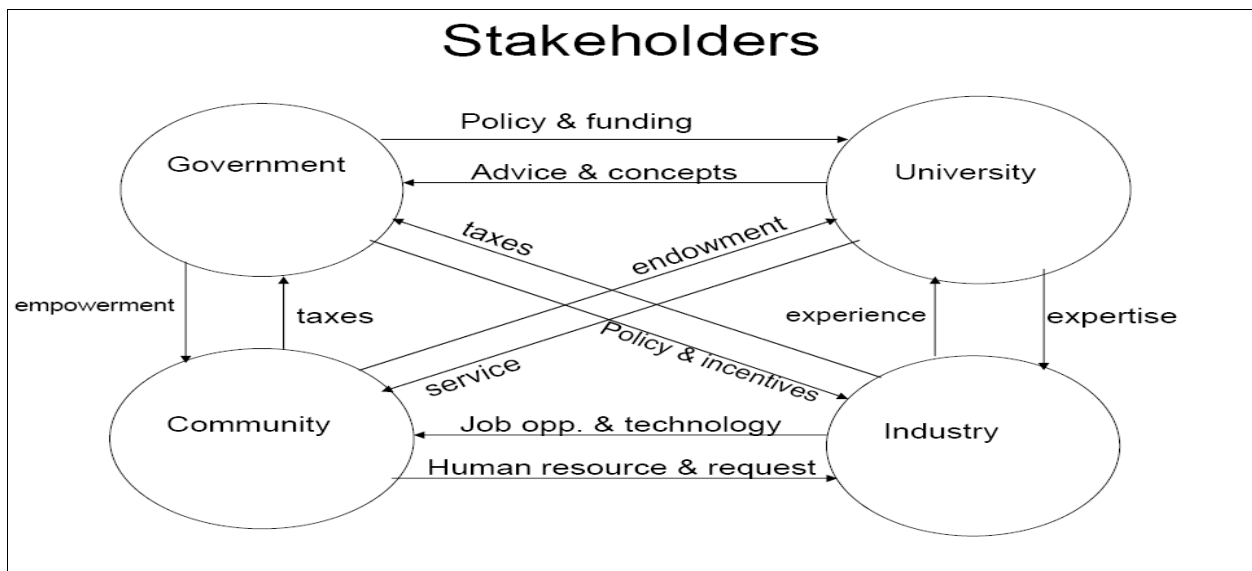 Stakeholders
Policy & funding
Government
Advice & concepts
University
taxes
endowment
empowerment
taxes
experience
expertise
Policy & incentives
service
Community
Job opp. & technology
Industry
Human resource & request